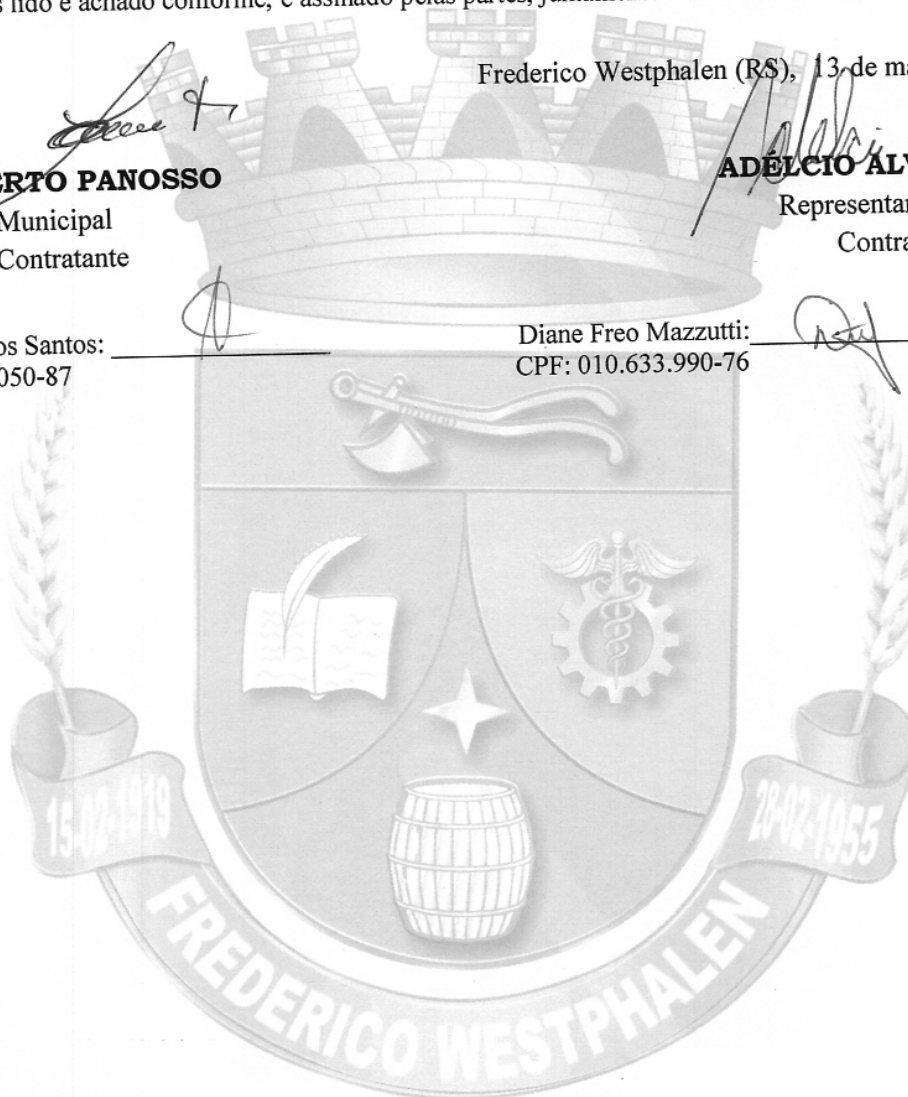 lido e achado conforme, é assinado pelas partes,
Frederico Westphalen (RS), 13 de ma
ERTO PANOSSO
ADÉLCIO ALV
Municipal
Representan
Contratante
Contra
os Santos:
Diane Freo Mazzutti:
050-87
CPF: 010.633.990-76
15-02-1919
28-02-1955
FREDERICO WESTPHALEN